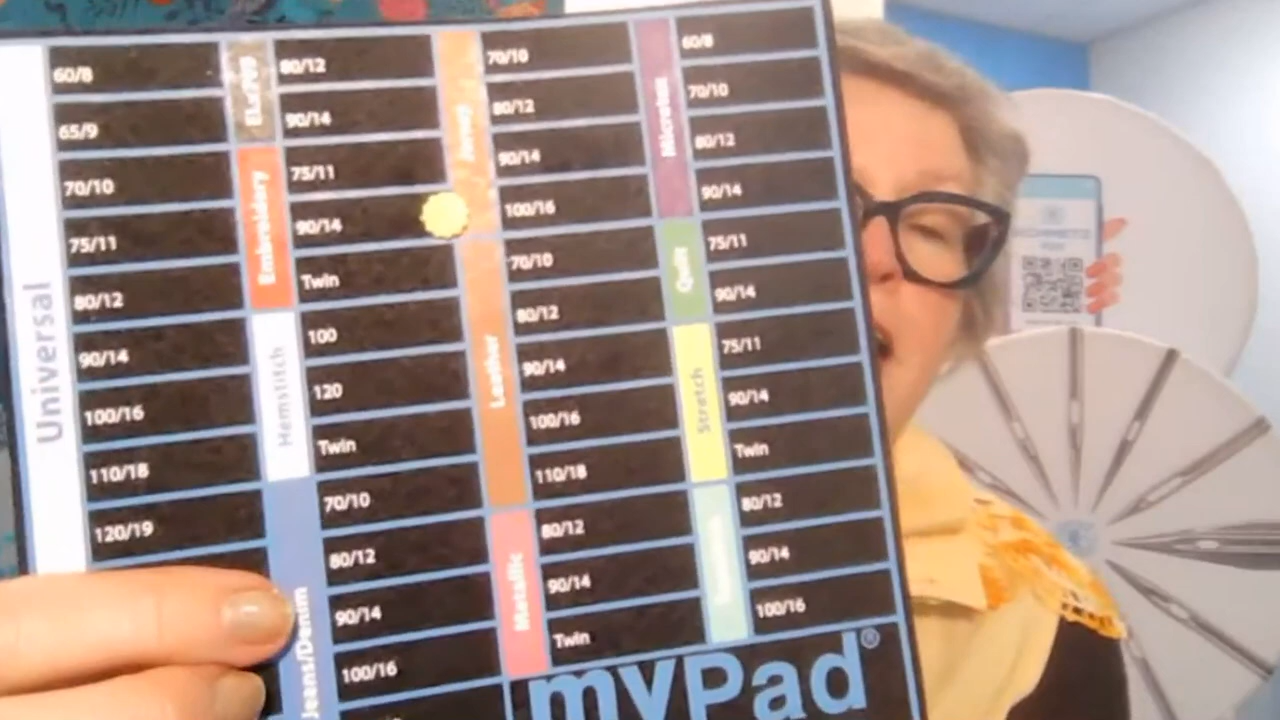 Universal
60/8
65/9
70/10
75/11
80/12
90/14
100/16
110/18
120/19
ELx705
80/12
90/14
Embroidery
75/11
90/14
Twin
Hemstitch
100
120
Twin
Jeans/Denim
70/10
80/12
90/14
100/16
Jersey
70/10
80/12
90/14
100/16
Leather
70/10
80/12
90/14
100/16
110/18
Metallic
80/12
90/14
Twin
Microtex
60/8
70/10
80/12
90/14
Quilt
75/11
90/14
Stretch
75/11
90/14
Twin
80/12
90/14
100/16
myPad®